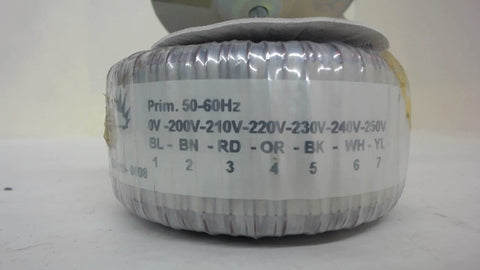 Prim. 50-60Hz
0V-200V-210V-220V-230V-240V-250V
BL - BN - RD - OR - BK - WH - YL
1 2 3 4 5 6 7